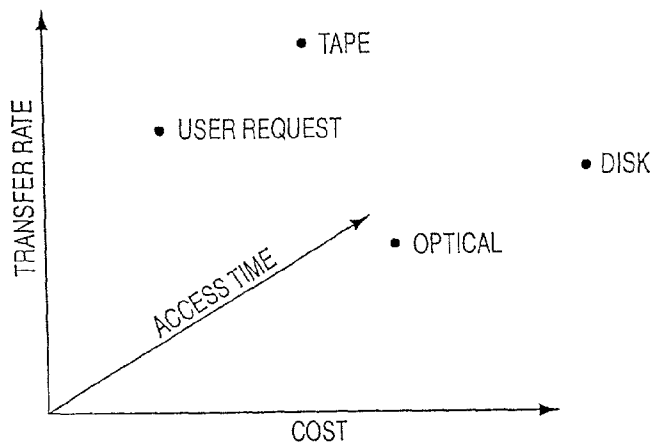 TAPE
USER REQUEST
DISK
OPTICAL
TRANSFER RATE
ACCESS TIME
COST